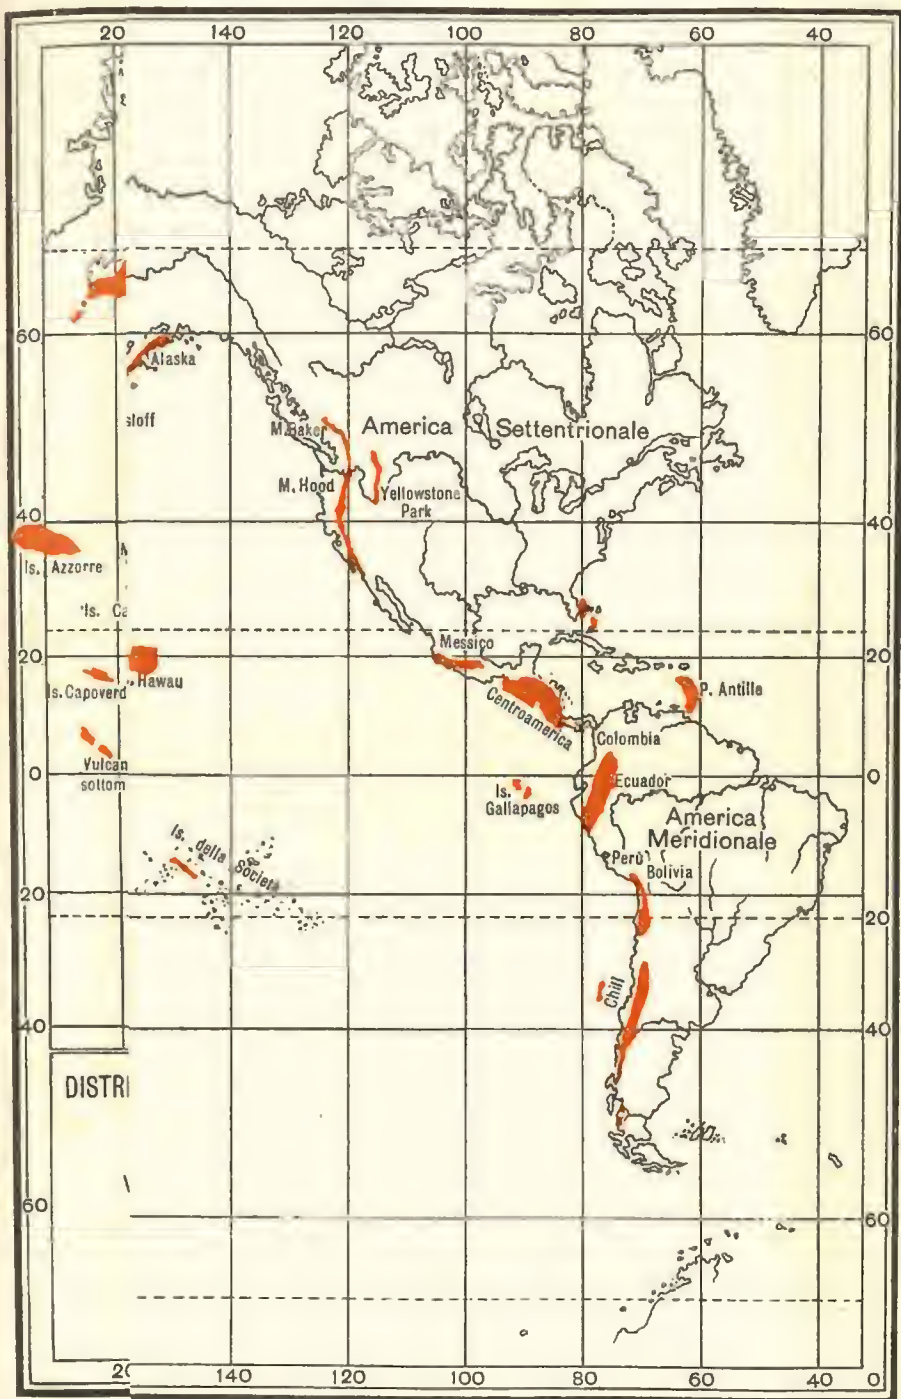 20 140 120 100 80 60 40
60 60
Alaska
sloff
M. Baker
America Settentrionale
M. Hood
Yellowstone
Park
40 40
Is. Azzorre
Is. Ca
Messico
20 20
Is. Capoverd
Hawau
P. Antille
Centroamerica
Colombia
Vulcan
sottom
0 0
Ecuador
Is.
Gallapagos
America
Meridionale
Is. della Società
Perù
Bolivia
20 20
Chili
40 40
DISTRI
60 60
20 140 120 100 80 60 40 0